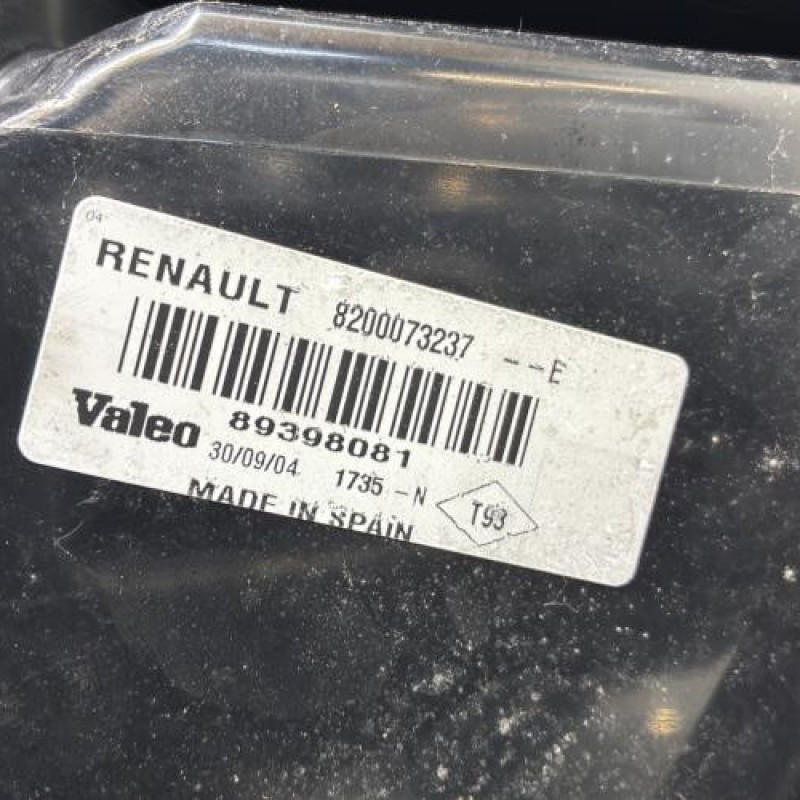 04
RENAULT 8200073237 --E
Valeo 89398081
30/09/04 1735-N T93
MADE IN SPAIN